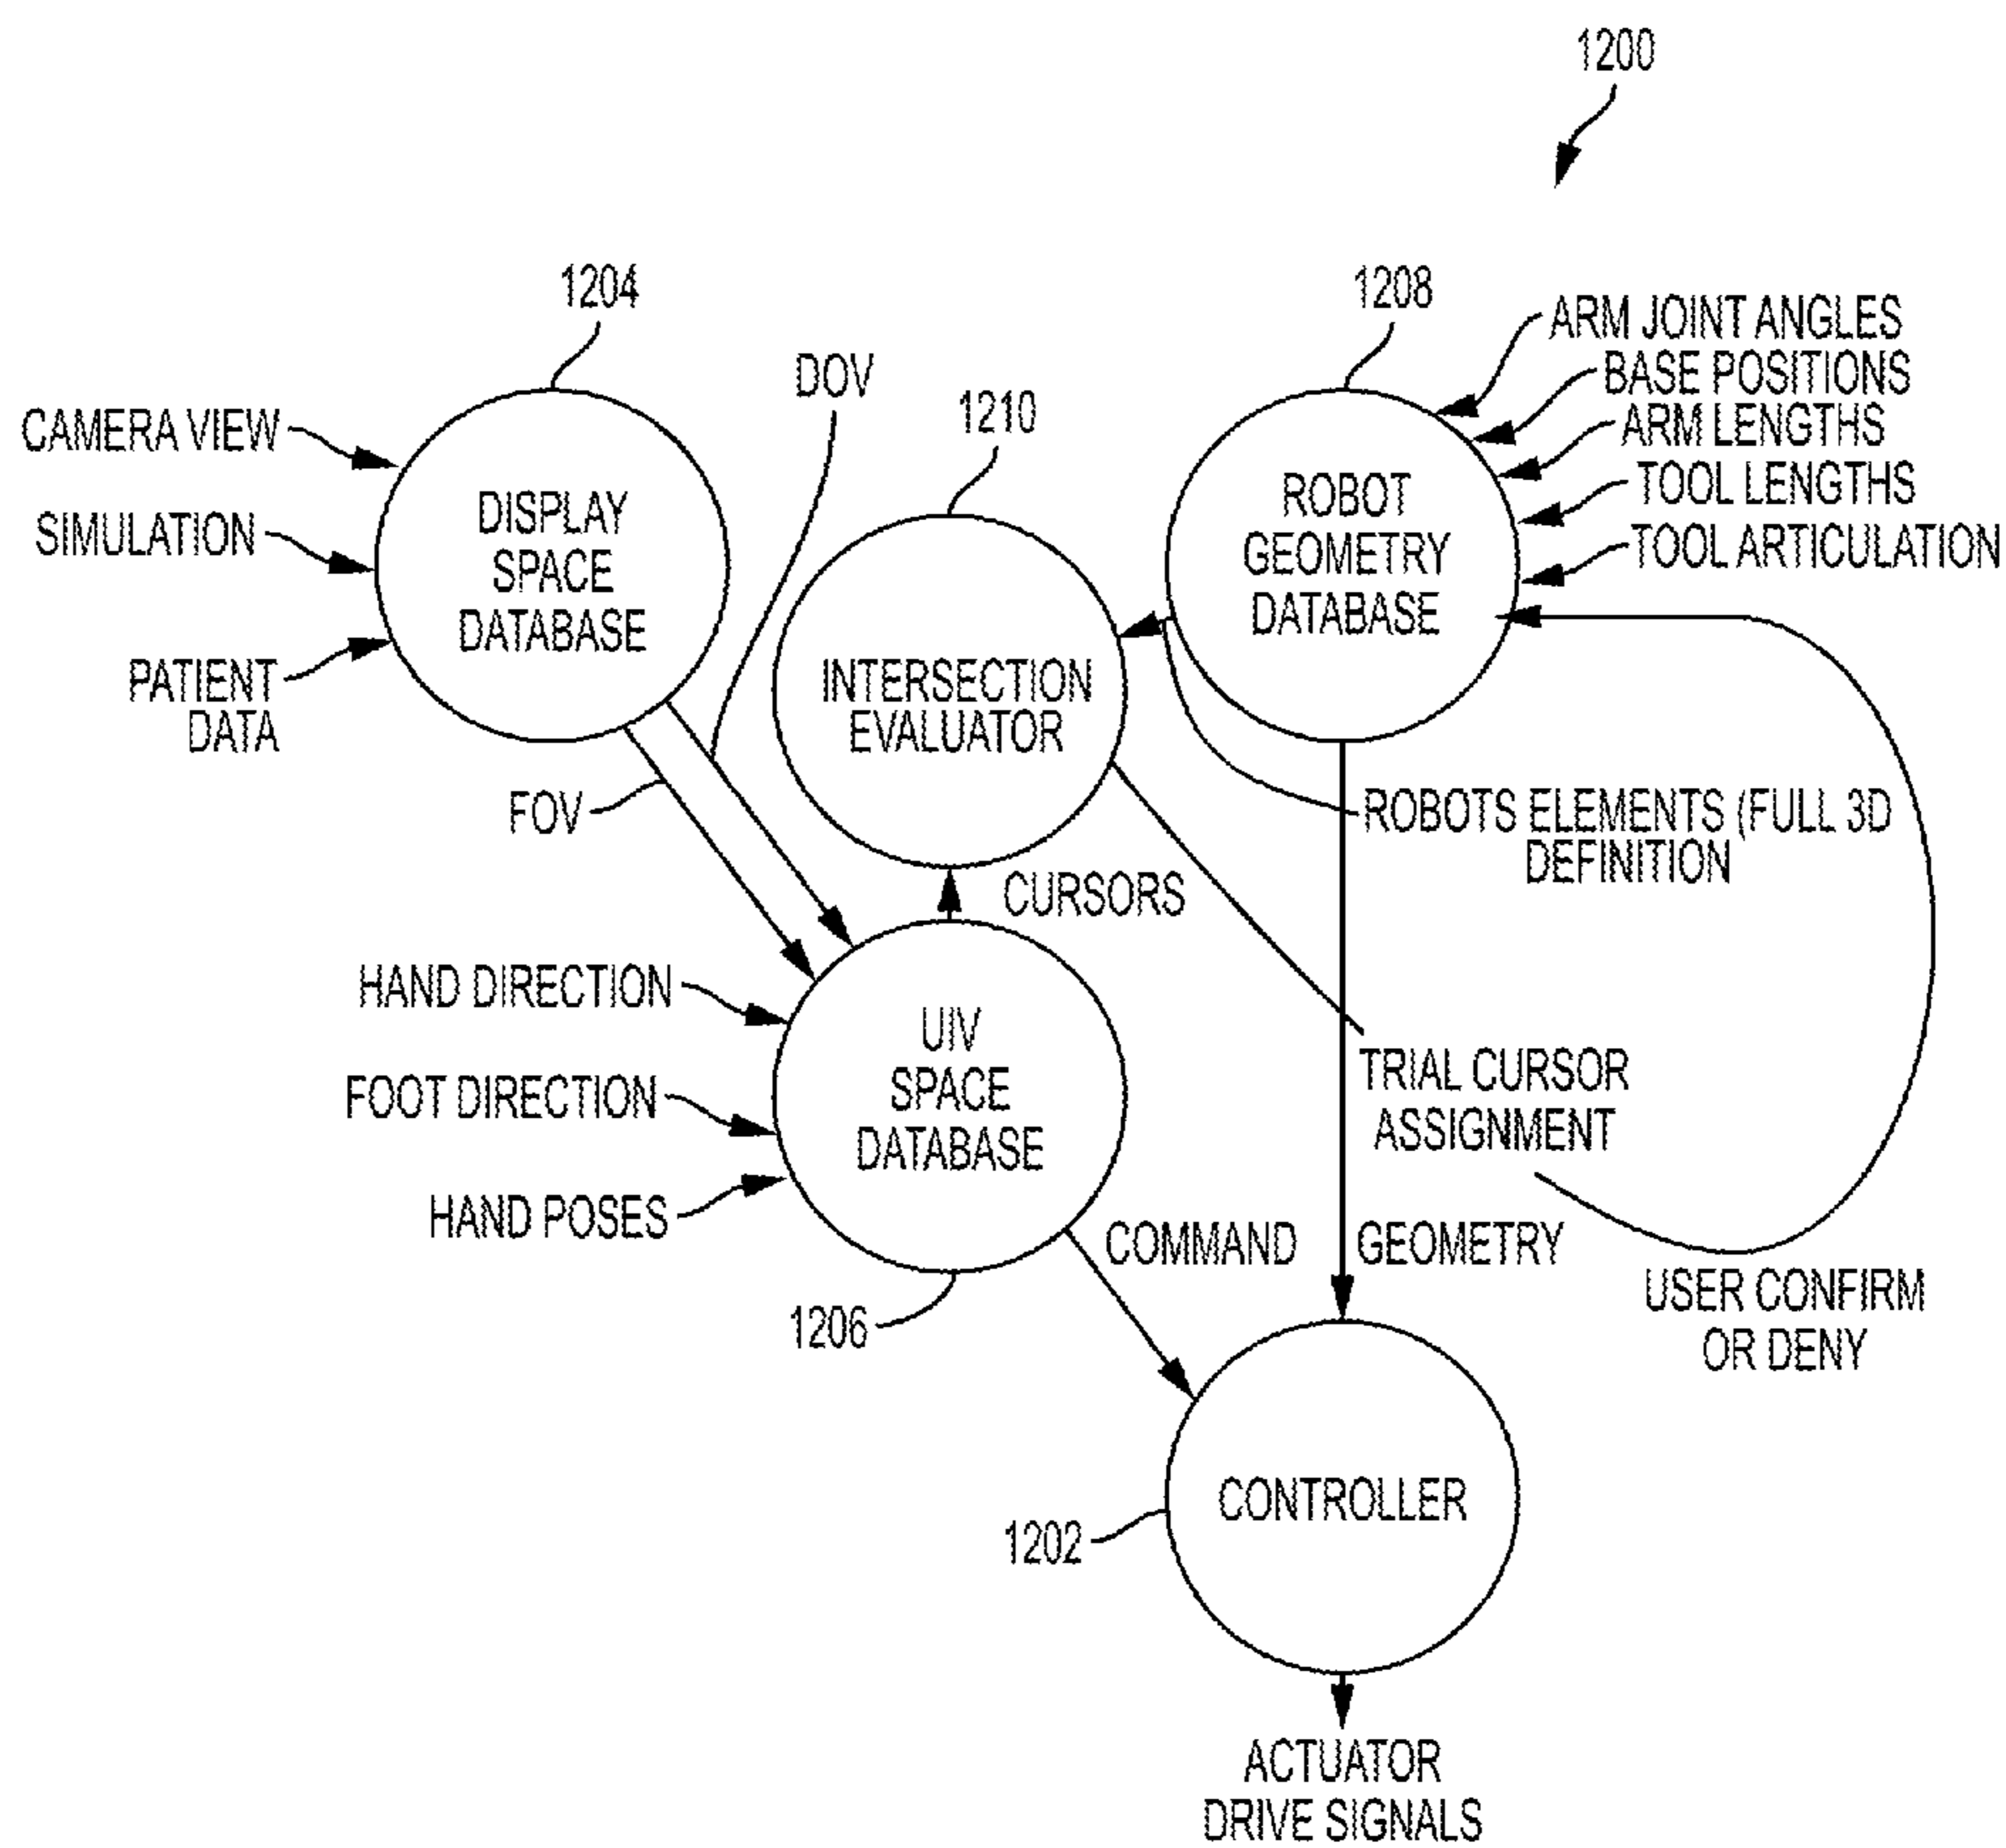 1200
1204
1208
DOV
1210
ARM JOINT ANGLES
BASE POSITIONS
ARM LENGTHS
TOOL LENGTHS
TOOL ARTICULATION
CAMERA VIEW
SIMULATION
PATIENT
DATA
DISPLAY
SPACE
DATABASE
ROBOT
GEOMETRY
DATABASE
INTERSECTION
EVALUATOR
FOV
ROBOTS ELEMENTS (FULL 3D
DEFINITION
CURSORS
HAND DIRECTION
FOOT DIRECTION
HAND POSES
UIV
SPACE
DATABASE
TRIAL CURSOR
ASSIGNMENT
COMMAND
GEOMETRY
USER CONFIRM
OR DENY
1206
CONTROLLER
1202
ACTUATOR
DRIVE SIGNALS